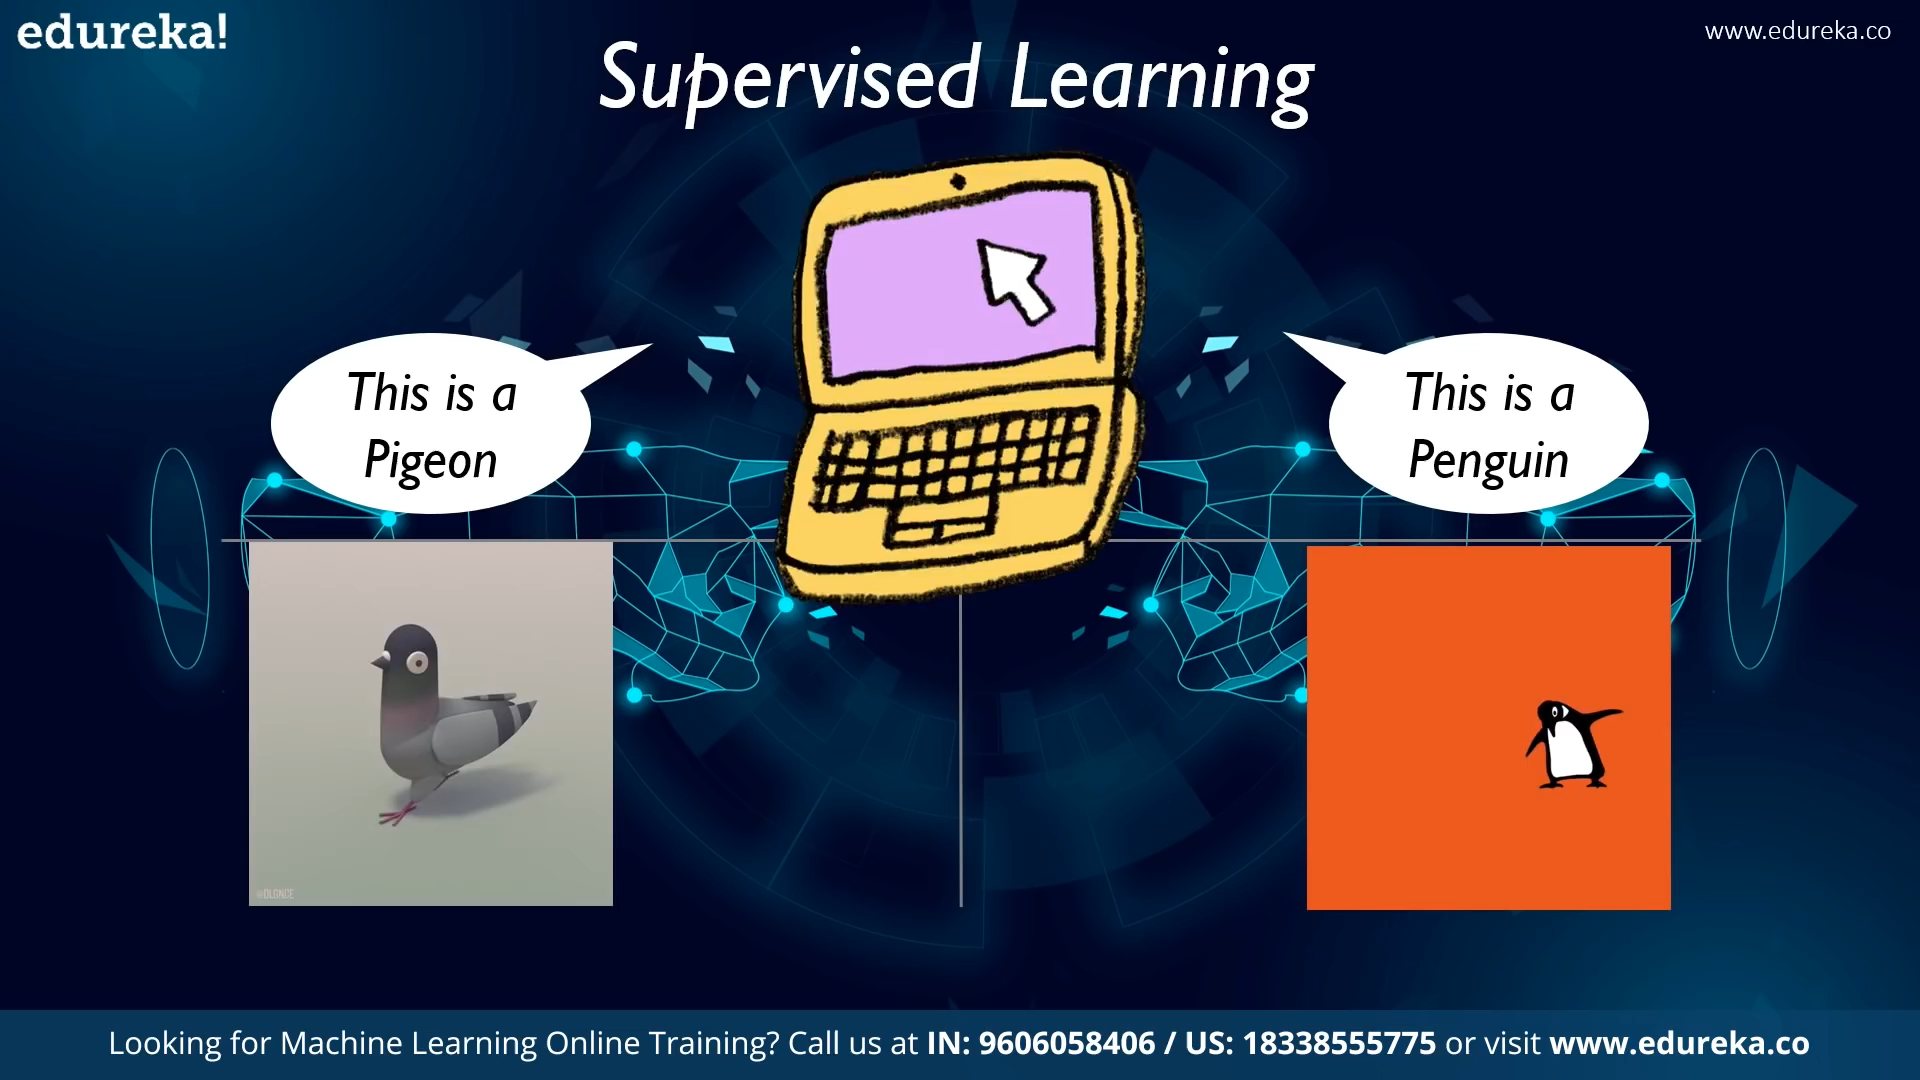 edureka!
www.edureka.co
Supervised Learning
This is a
Pigeon
This is a
Penguin
@DLGNCE
Looking for Machine Learning Online Training? Call us at IN: 9606058406 / US: 18338555775 or visit www.edureka.co